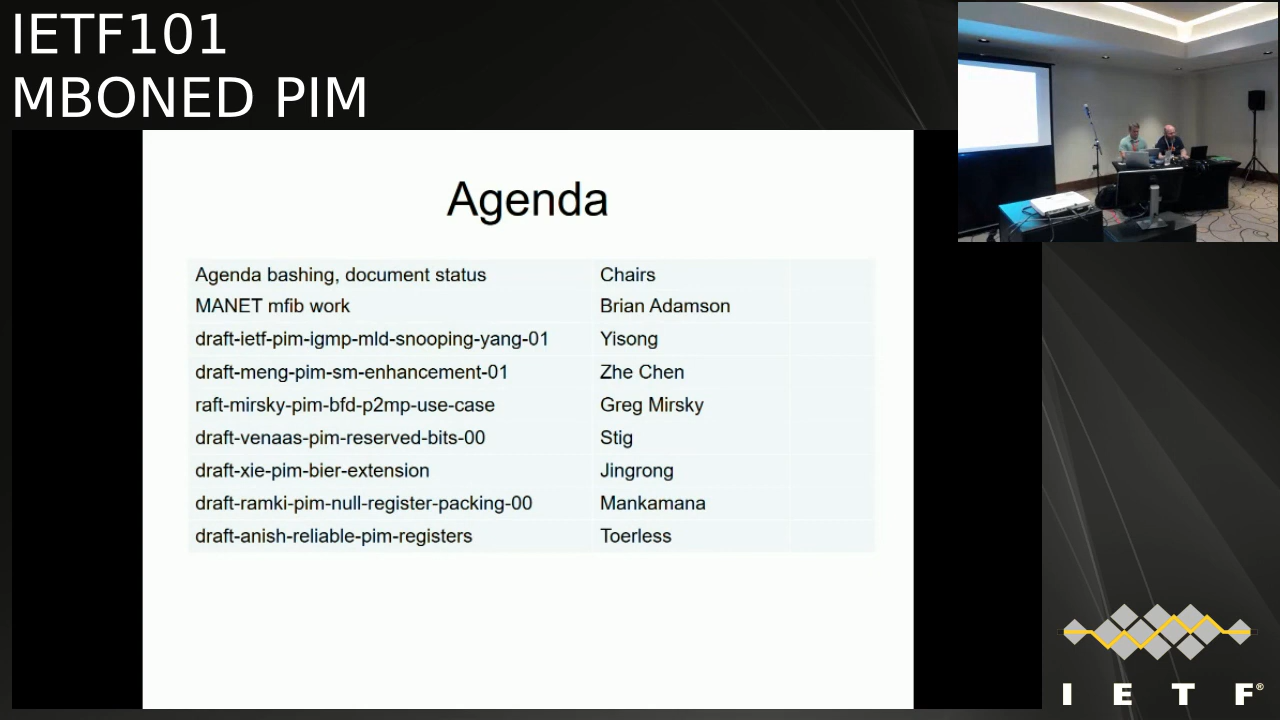 IETF101
MBONED PIM
Agenda
Agenda bashing, document status Chairs
MANET mfib work Brian Adamson
draft-ietf-pim-igmp-mld-snooping-yang-01 Yisong
draft-meng-pim-sm-enhancement-01 Zhe Chen
raft-mirsky-pim-bfd-p2mp-use-case Greg Mirsky
draft-venaas-pim-reserved-bits-00 Stig
draft-xie-pim-bier-extension Jingrong
draft-ramki-pim-null-register-packing-00 Mankamana
draft-anish-reliable-pim-registers Toerless
I E T F®